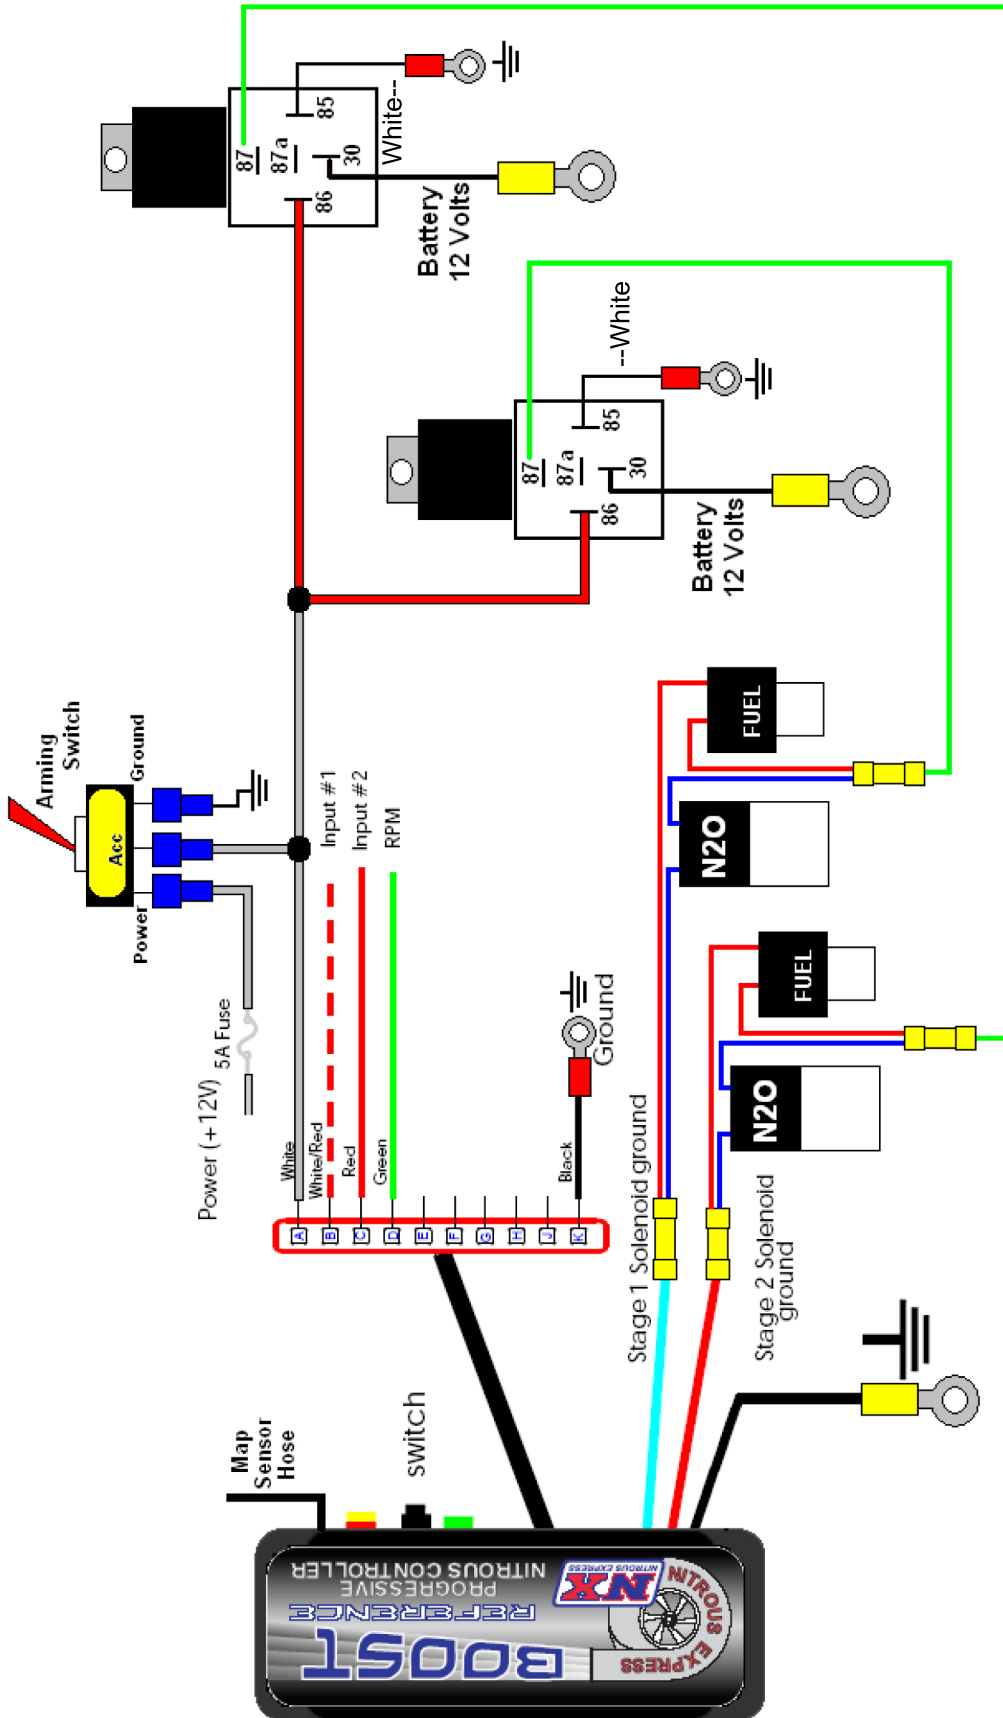 85
87
87a
30
86
White--
Battery
12 Volts
--White
85
87
87a
30
86
Battery
12 Volts
Arming
Switch
Ground
Acc
Power
Input #1
Input #2
RPM
5A Fuse
Power (+12V)
White
White/Red
Red
Green
Black
Ground
A
B
C
D
E
F
G
H
J
K
FUEL
N2O
FUEL
N2O
Stage1 Solenoid ground
Stage 2 Solenoid
ground
Map
Sensor
Hose
switch
BOOST
REFERENCE
PROGRESSIVE
NITROUS CONTROLLER
NX
NITROUS EXPRESS
NITROUS EXPRESS